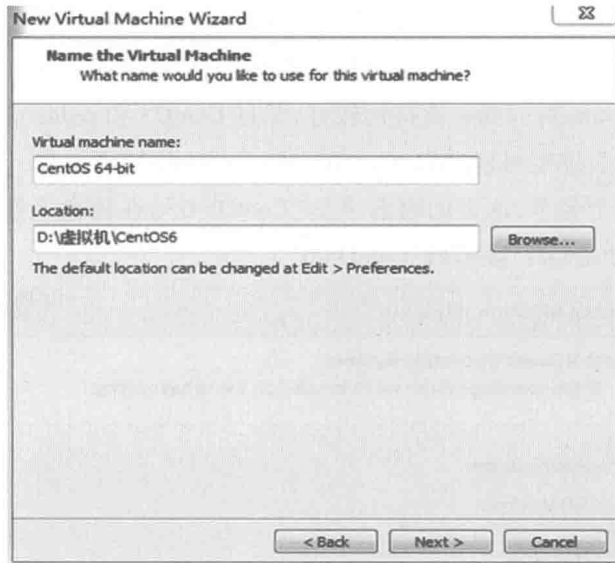 New Virtual Machine Wizard
Name the Virtual Machine
What name would you like to use for this virtual machine?
Virtual machine name:
CentOS 64-bit
Location:
D:\虚拟机\CentOS6
Browse...
The default location can be changed at Edit > Preferences.
< Back Next > Cancel